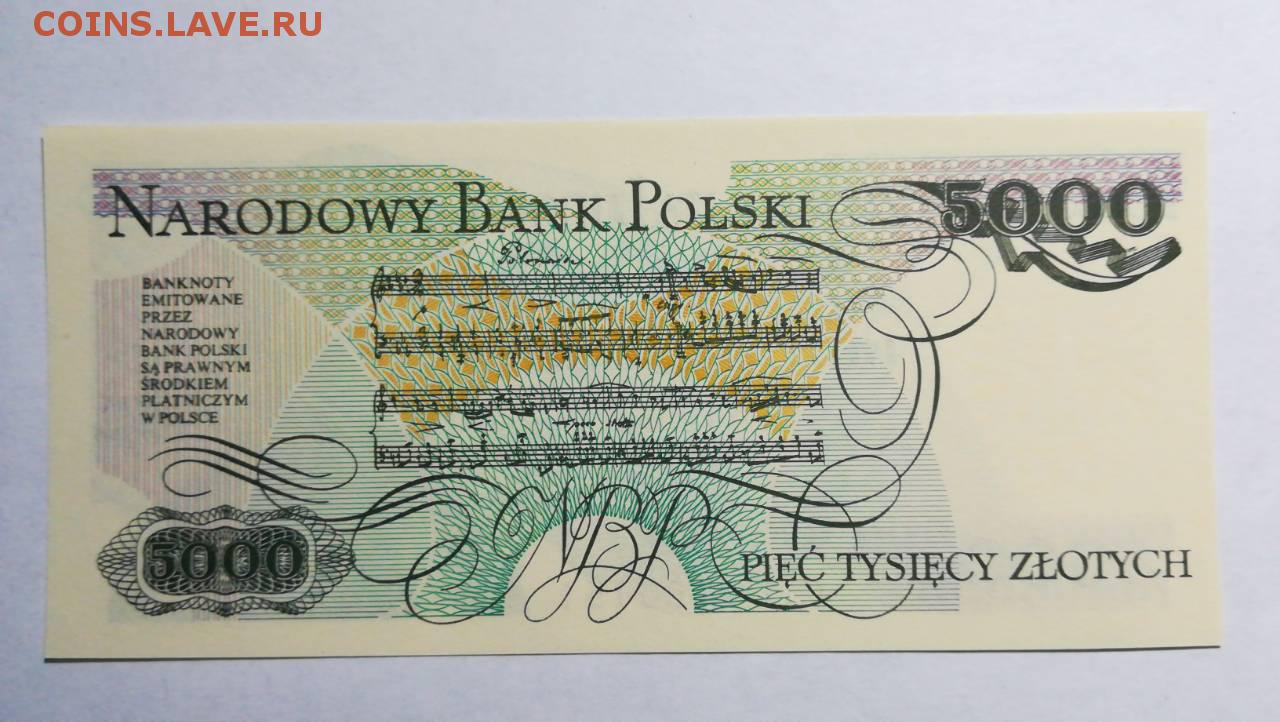 COINS.LAVE.RU
NARODOWY BANK POLSKI
5000
BANKNOTY
EMITOWANE
PRZEZ
NARODOWY
BANK POLSKI
SĄ PRAWNYM
ŚRODKIEM
PŁATNICZYM
W POLSCE
NBP
5000
PIĘĆ TYSIĘCY ZŁOTYCH